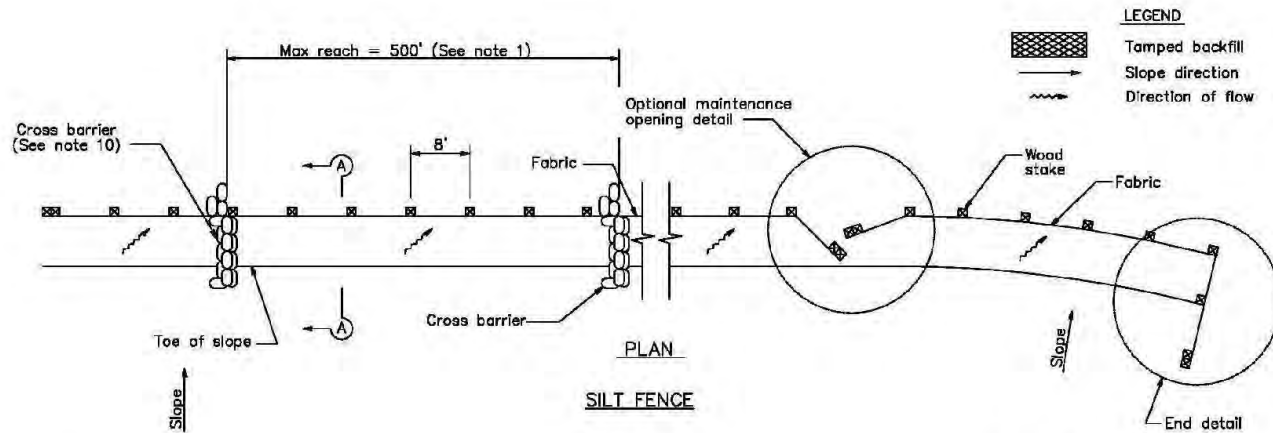 LEGEND
Tamped backfill
Slope direction
Direction of flow
Max reach = 500' (See note 1)
Optional maintenance
opening detail
Cross barrier
(See note 10)
8'
A
Fabric
Wood
stake
Fabric
Cross barrier
Toe of slope
A
PLAN
Slope
Slope
SILT FENCE
End detail